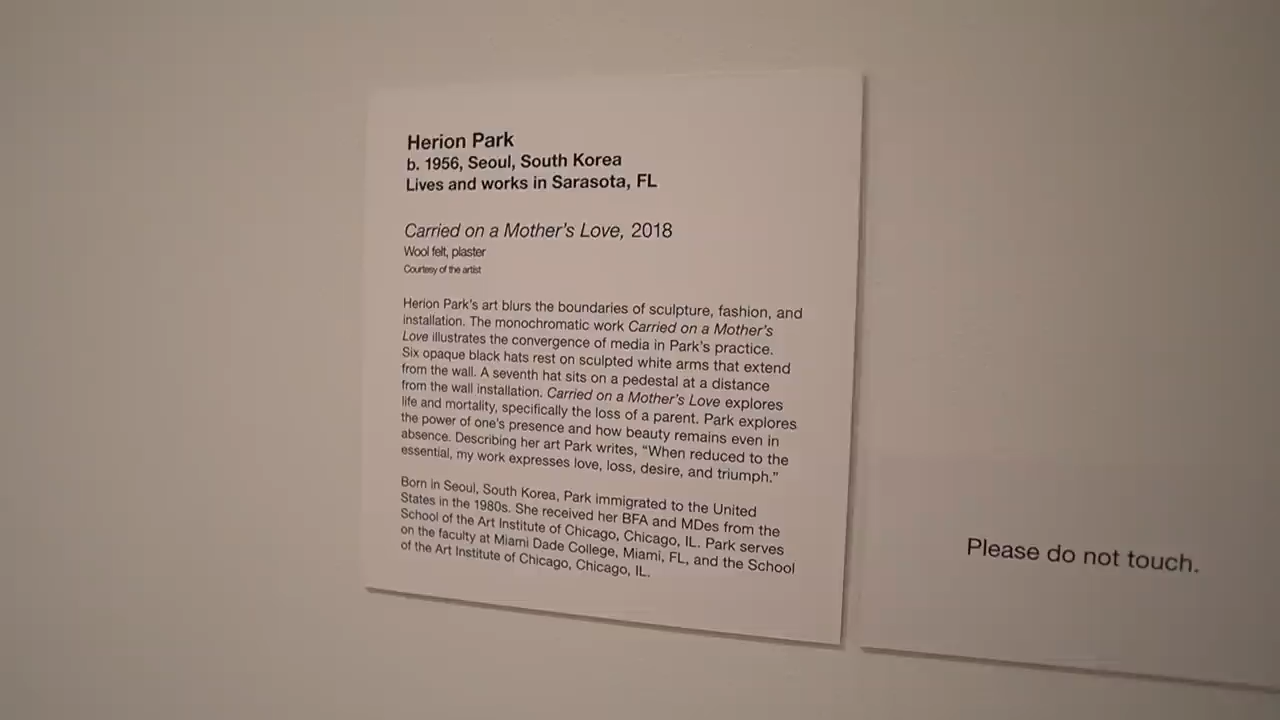 Herion Park
b. 1956, Seoul, South Korea
Lives and works in Sarasota, FL
Carried on a Mother's Love, 2018
Wool felt, plaster
Courtesy of the artist
Herion Park's art blurs the boundaries of sculpture, fashion, and
installation. The monochromatic work Carried on a Mother's
Love illustrates the convergence of media in Park's practice.
Six opaque black hats rest on sculpted white arms that extend
from the wall. A seventh hat sits on a pedestal at a distance
from the wall installation. Carried on a Mother's Love explores
life and mortality, specifically the loss of a parent. Park explores
the power of one's presence and how beauty remains even in
absence. Describing her art Park writes, "When reduced to the
essential, my work expresses love, loss, desire, and triumph."
Born in Seoul, South Korea, Park immigrated to the United
States in the 1980s. She received her BFA and MDes from the
School of the Art Institute of Chicago, Chicago, IL. Park serves
on the faculty at Miami Dade College, Miami, FL, and the School
of the Art Institute of Chicago, Chicago, IL.
Please do not touch.